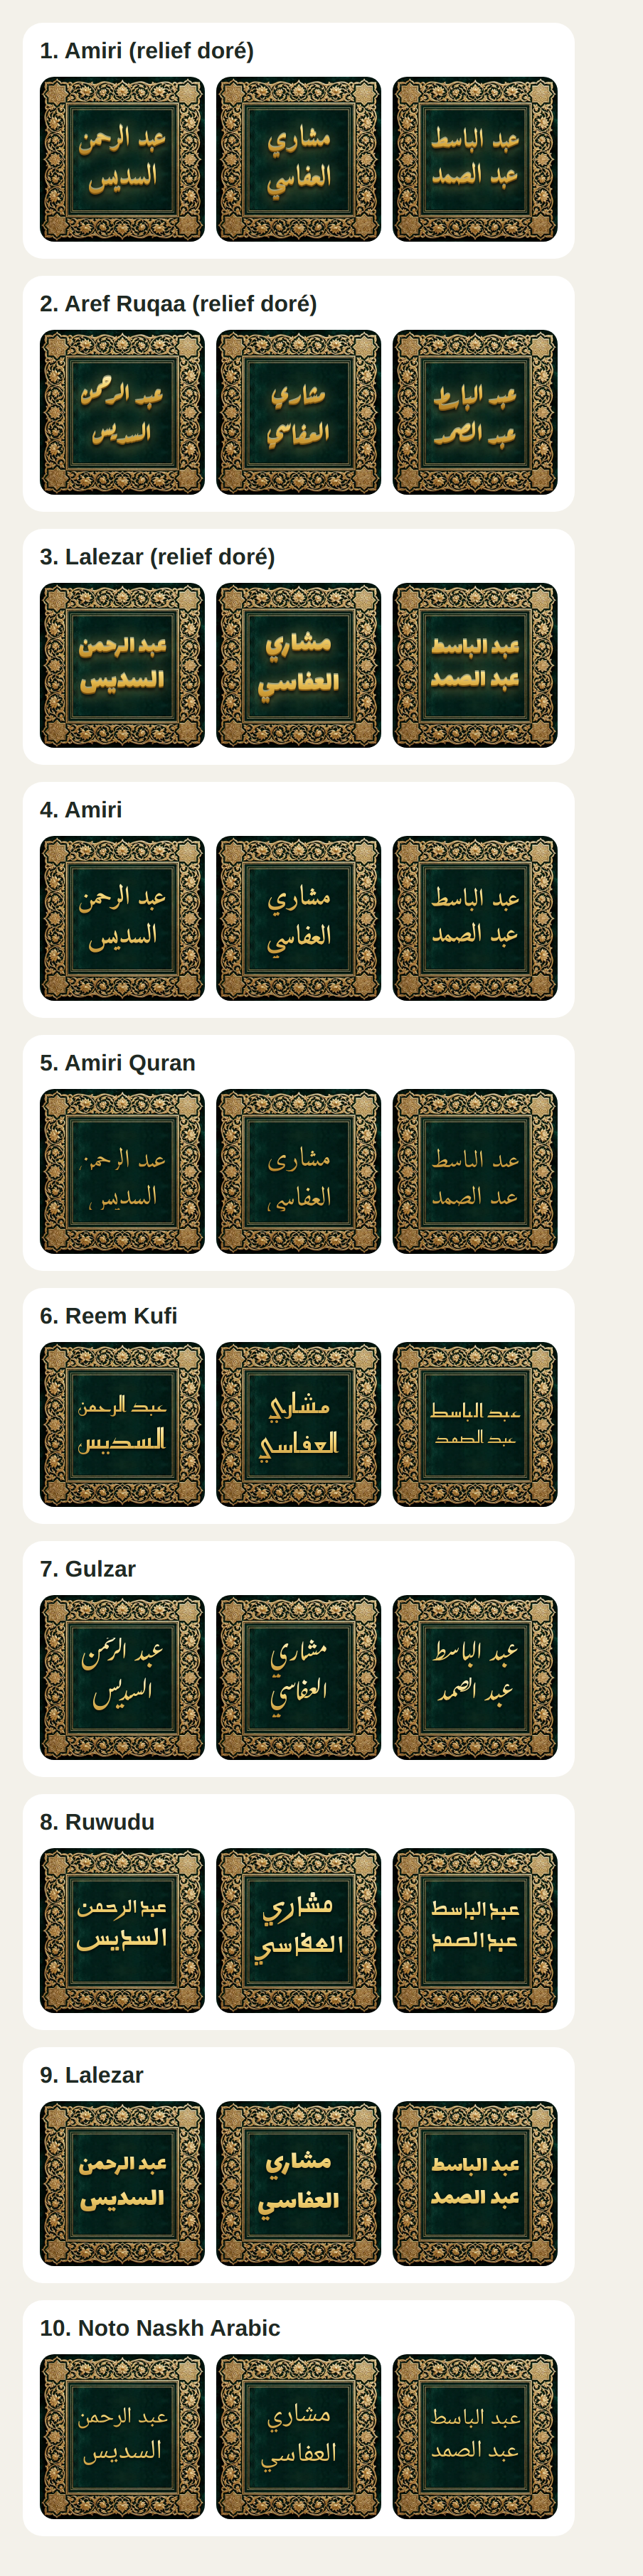 1. Amiri (relief doré)
عبد الرحمن
السديس
مشاري
العفاسي
عبد الباسط
عبد الصمد
2. Aref Ruqaa (relief doré)
عبد الرحمن
السديس
مشاري
العفاسي
عبد الباسط
عبد الصمد
3. Lalezar (relief doré)
عبد الرحمن
السديس
مشاري
العفاسي
عبد الباسط
عبد الصمد
4. Amiri
عبد الرحمن
السديس
مشاري
العفاسي
عبد الباسط
عبد الصمد
5. Amiri Quran
عبد الرحمن
السديس
مشارى
العفاسى
عبد الباسط
عبد الصمد
6. Reem Kufi
عبد الرحمن
السديس
مشاري
العفاسي
عبد الباسط
عبد الصمد
7. Gulzar
عبد الرحمن
السديس
مشاري
العفاسي
عبد الباسط
عبد الصمد
8. Ruwudu
عبد الرحمن
السديس
مشاري
العفاسي
عبد الباسط
عبد الصمد
9. Lalezar
عبد الرحمن
السديس
مشاري
العفاسي
عبد الباسط
عبد الصمد
10. Noto Naskh Arabic
عبد الرحمن
السديس
مشاري
العفاسي
عبد الباسط
عبد الصمد